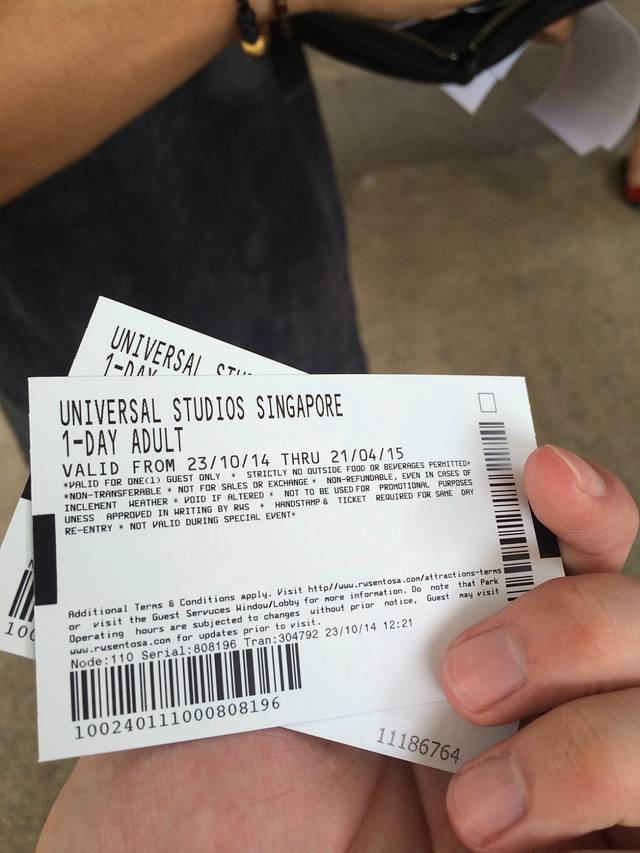 UNIVERSAL STU
1-DAY
UNIVERSAL STUDIOS SINGAPORE
1-DAY ADULT
VALID FROM 23/10/14 THRU 21/04/15
*VALID FOR ONE(1) GUEST ONLY * STRICTLY NO OUTSIDE FOOD OR BEVERAGES PERMITTED*
*NON-TRANSFERABLE * NOT FOR SALES OR EXCHANGE * NON-REFUNDABLE, EVEN IN CASES OF
INCLEMENT WEATHER * VOID IF ALTERED * NOT TO BE USED FOR PROMOTIONAL PURPOSES
UNESS APPROVED IN WRITING BY RWS * HANDSTAMP & TICKET REQUIRED FOR SAME DAY
RE-ENTRY * NOT VALID DURING SPECIAL EVENT*
Additional Terms & Conditions apply. Visit http//www.rwsentosa.com/attractions-terms
or visit the Guest Servuces Window/Lobby for more information. Do note that Park
Operating hours are subjected to changes without prior notice, Guest may visit
www.rwsentosa.com for updates prior to visit.
Node:110 Serial:808196 Tran:304792 23/10/14 12:21
100240111000808196
100
11186764